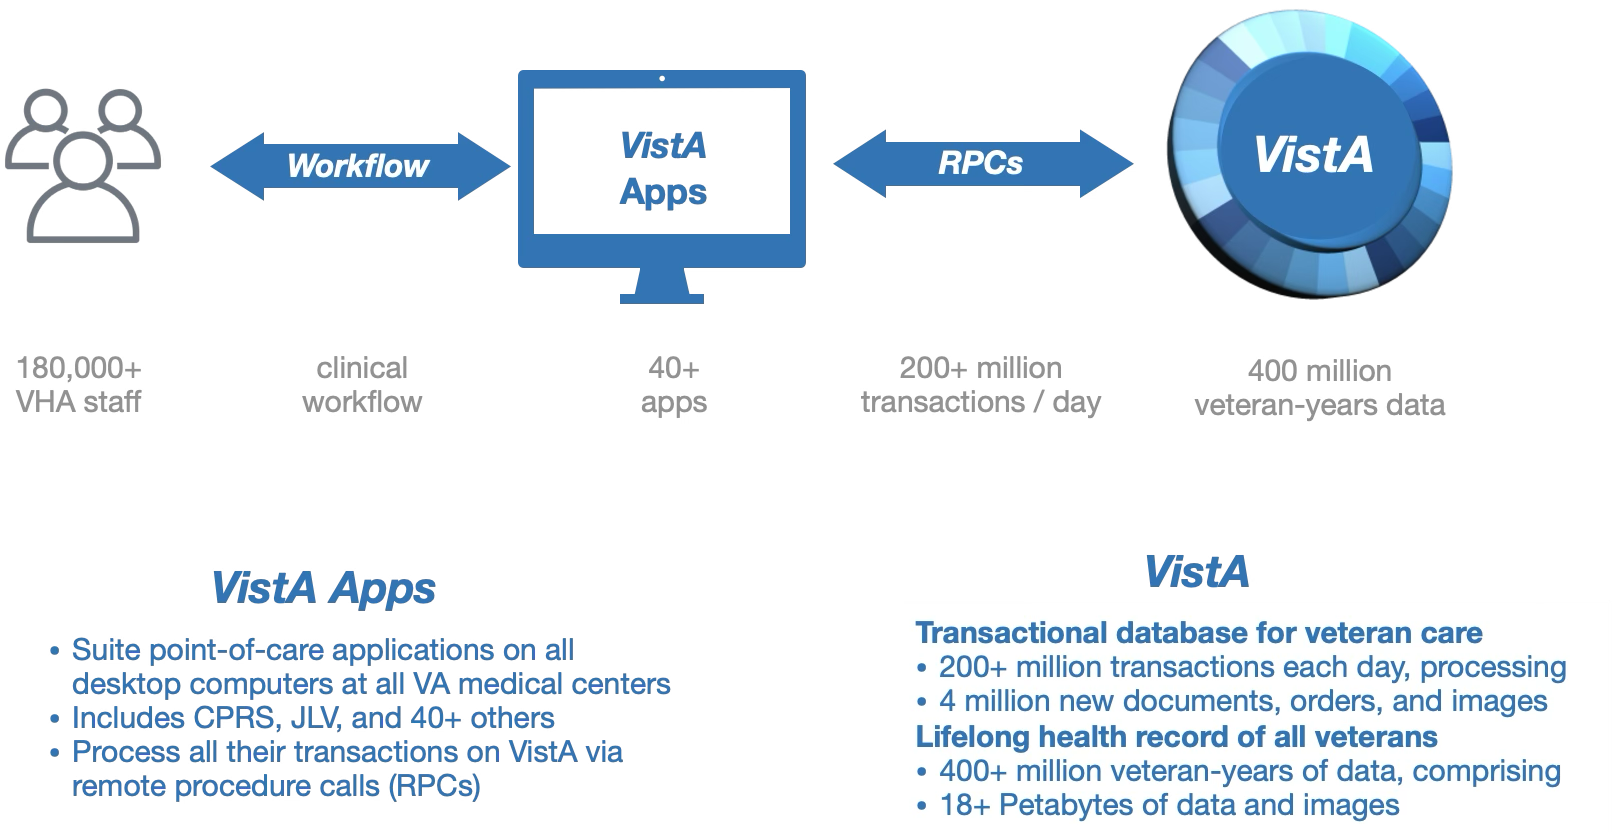 Workflow
VistA
Apps
RPCs
VistA
180,000+
VHA staff
clinical
workflow
40+
apps
200+ million
transactions / day
400 million
veteran-years data
VistA Apps
• Suite point-of-care applications on all
desktop computers at all VA medical centers
• Includes CPRS, JLV, and 40+ others
• Process all their transactions on VistA via
remote procedure calls (RPCs)
VistA
Transactional database for veteran care
• 200+ million transactions each day, processing
• 4 million new documents, orders, and images
Lifelong health record of all veterans
• 400+ million veteran-years of data, comprising
• 18+ Petabytes of data and images